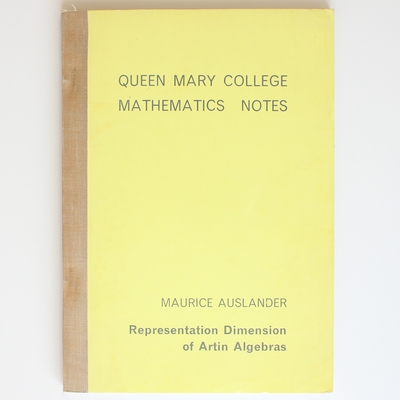 QUEEN MARY COLLEGE
MATHEMATICS NOTES
MAURICE AUSLANDER
Representation Dimension
of Artin Algebras